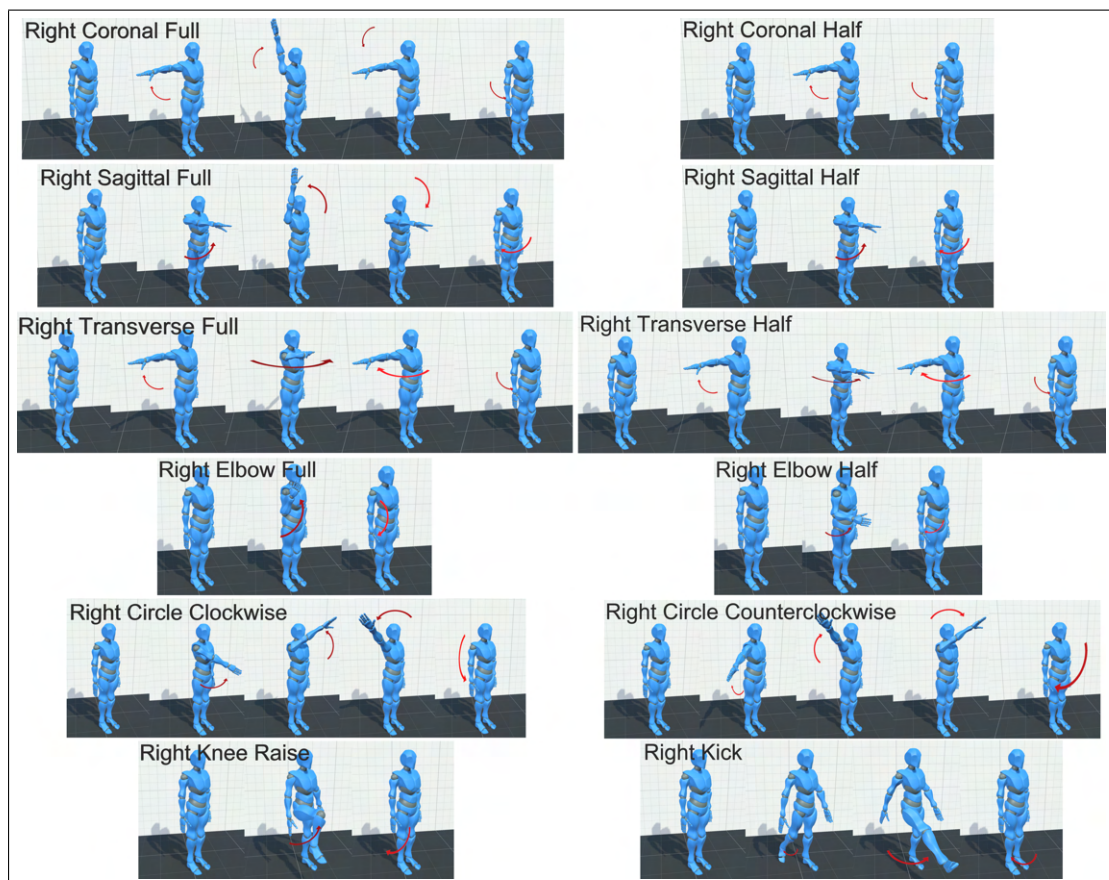 Right Coronal Full
Right Coronal Half
Right Sagittal Full
Right Sagittal Half
Right Transverse Full
Right Transverse Half
Right Elbow Full
Right Elbow Half
Right Circle Clockwise
Right Circle Counterclockwise
Right Knee Raise
Right Kick